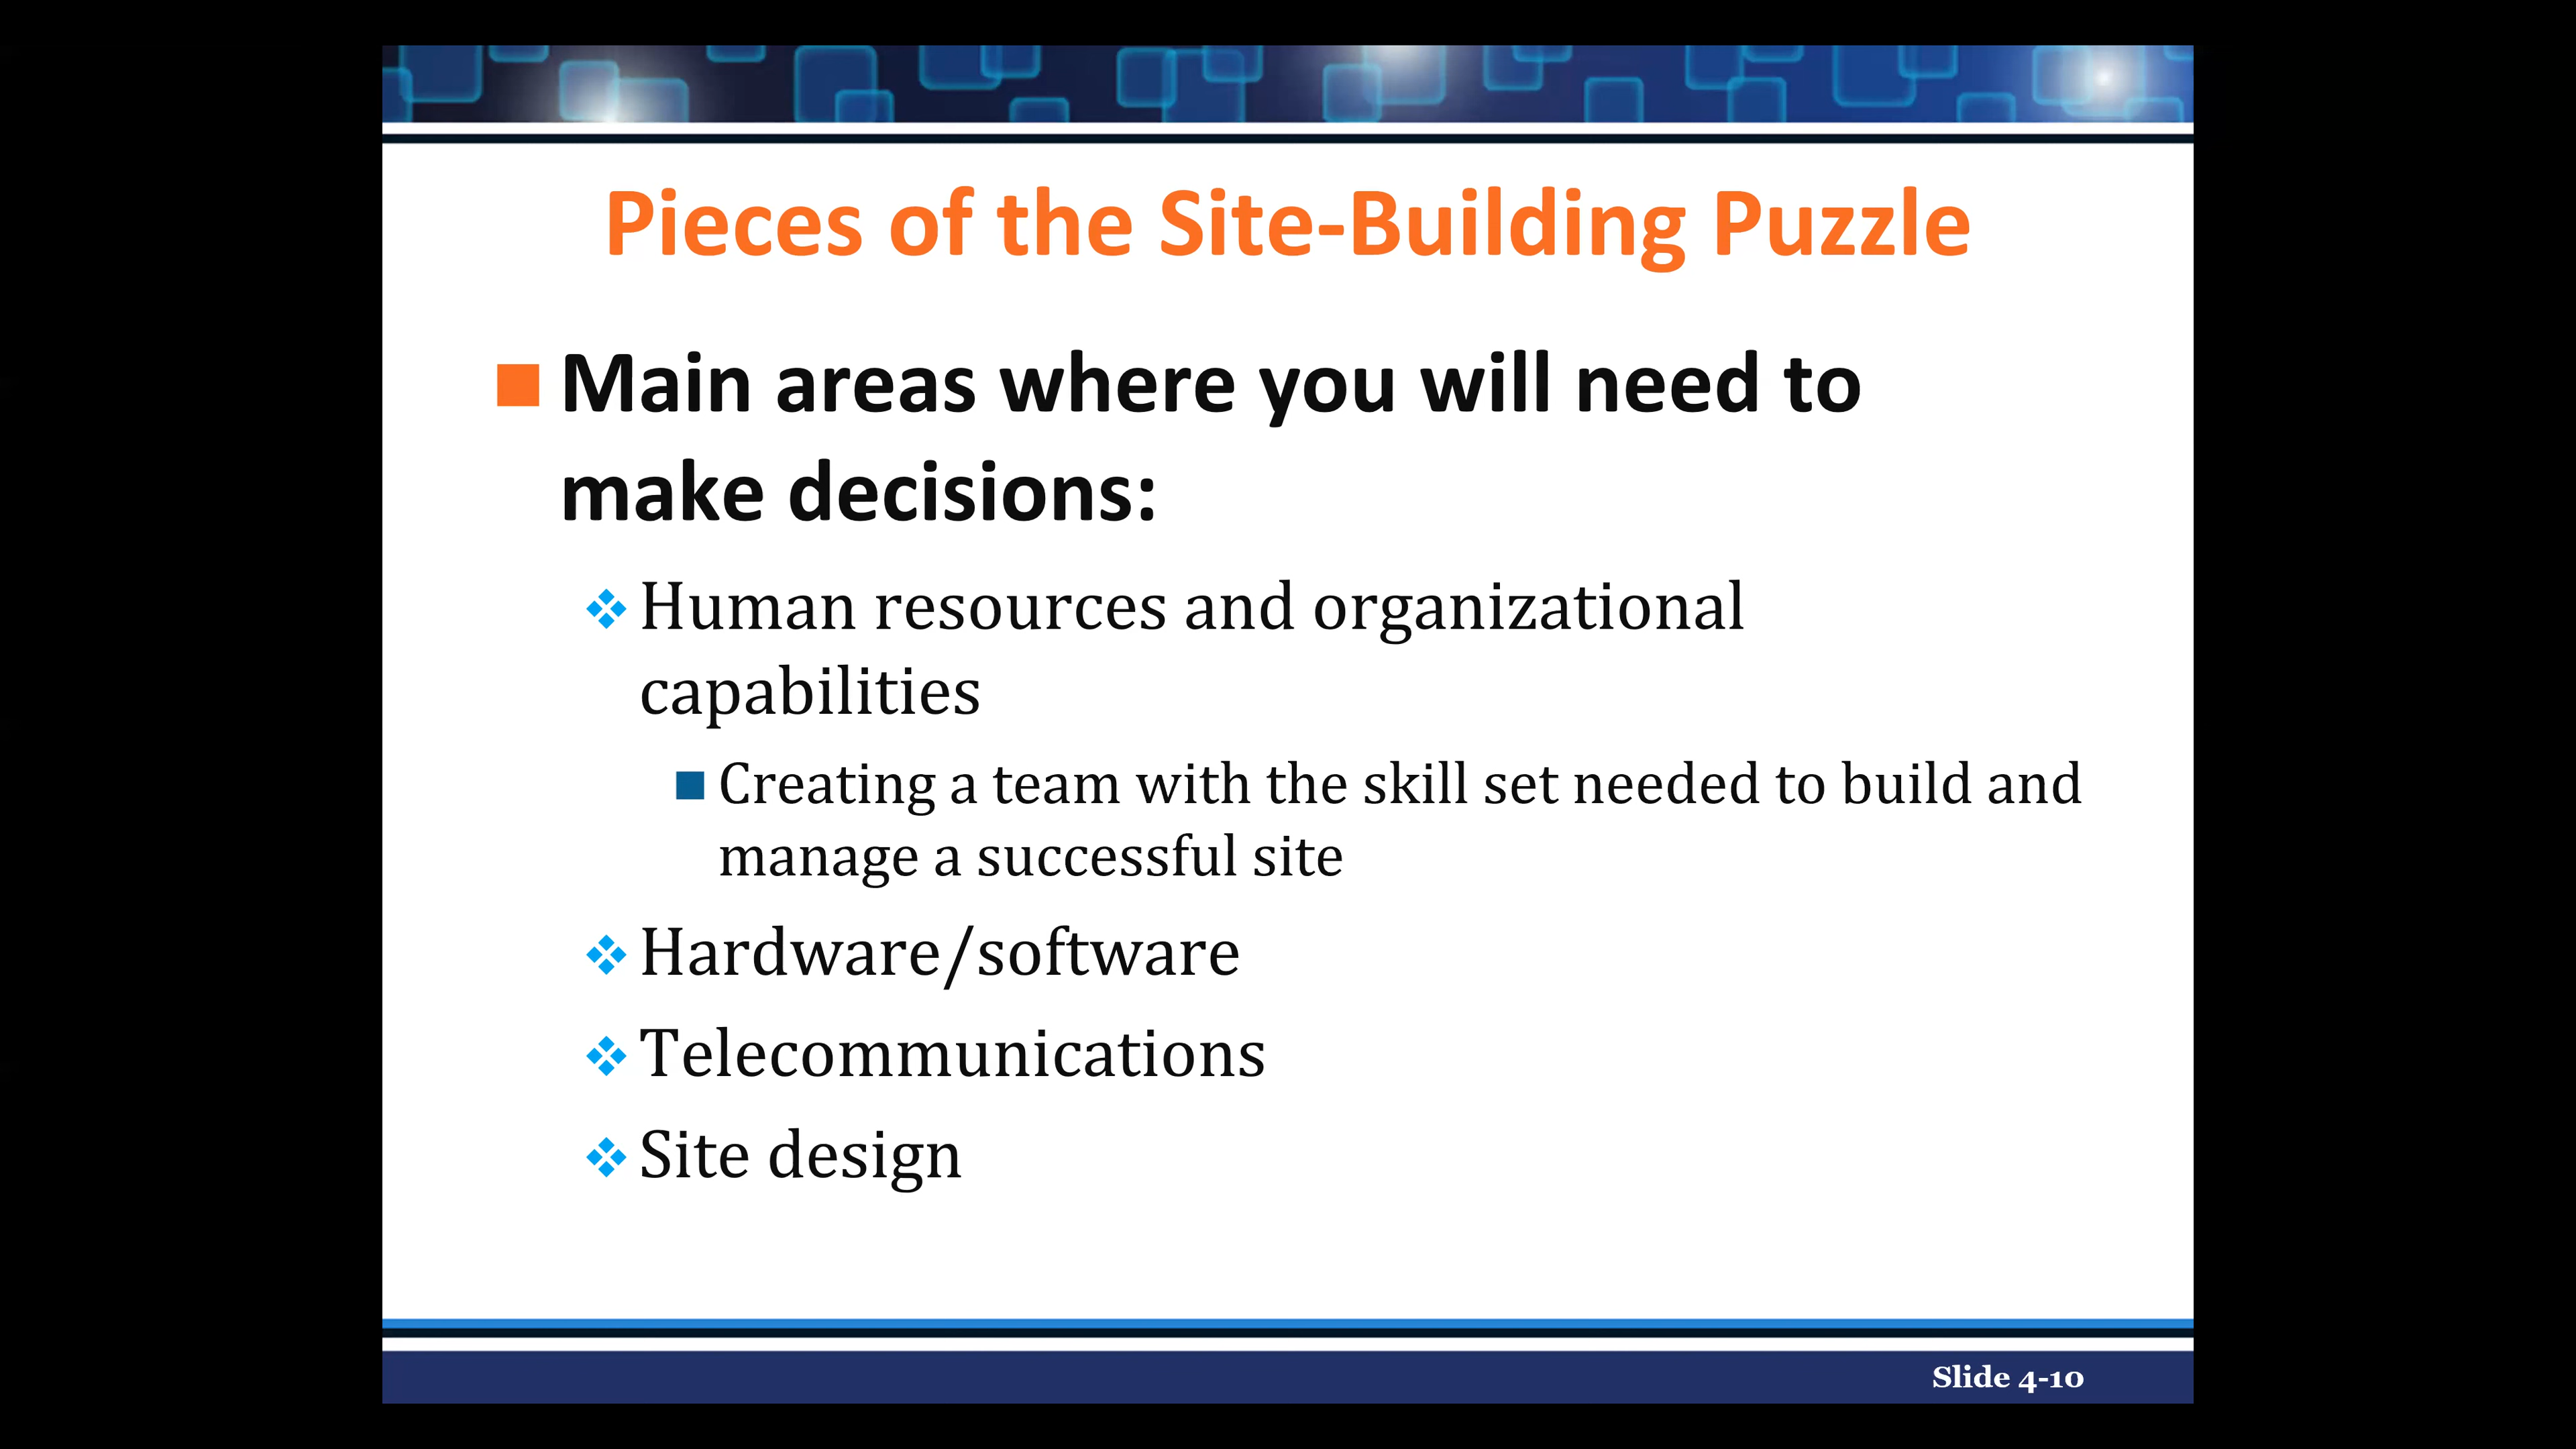 Pieces of the Site-Building Puzzle
Main areas where you will need to
make decisions:
Human resources and organizational
capabilities
Creating a team with the skill set needed to build and
manage a successful site
Hardware/software
Telecommunications
Site design
Slide 4-10